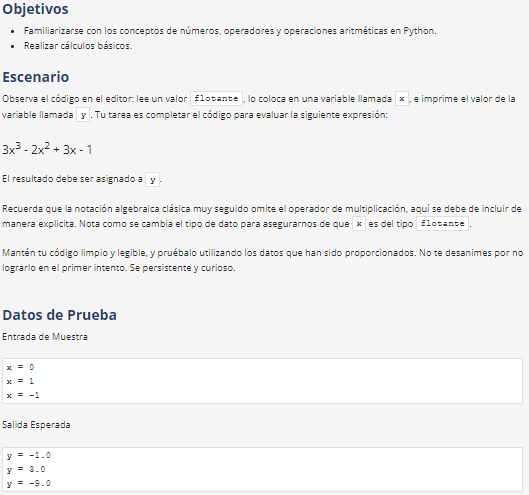 Objetivos
• Familiarizarse con los conceptos de números, operadores y operaciones aritméticas en Python.
• Realizar cálculos básicos.
Escenario
Observa el código en el editor: lee un valor flotante , lo coloca en una variable llamada x , e imprime el valor de la
variable llamada y . Tu tarea es completar el código para evaluar la siguiente expresión:
3x³ - 2x² + 3x - 1
El resultado debe ser asignado a y .
Recuerda que la notación algebraica clásica muy seguido omite el operador de multiplicación, aquí se debe de incluir de
manera explicita. Nota como se cambia el tipo de dato para asegurarnos de que x es del tipo flotante .
Mantén tu código limpio y legible, y pruébalo utilizando los datos que han sido proporcionados. No te desanimes por no
lograrlo en el primer intento. Se persistente y curioso.
Datos de Prueba
Entrada de Muestra
x = 0
x = 1
x = -1
Salida Esperada
y = -1.0
y = 3.0
y = -9.0